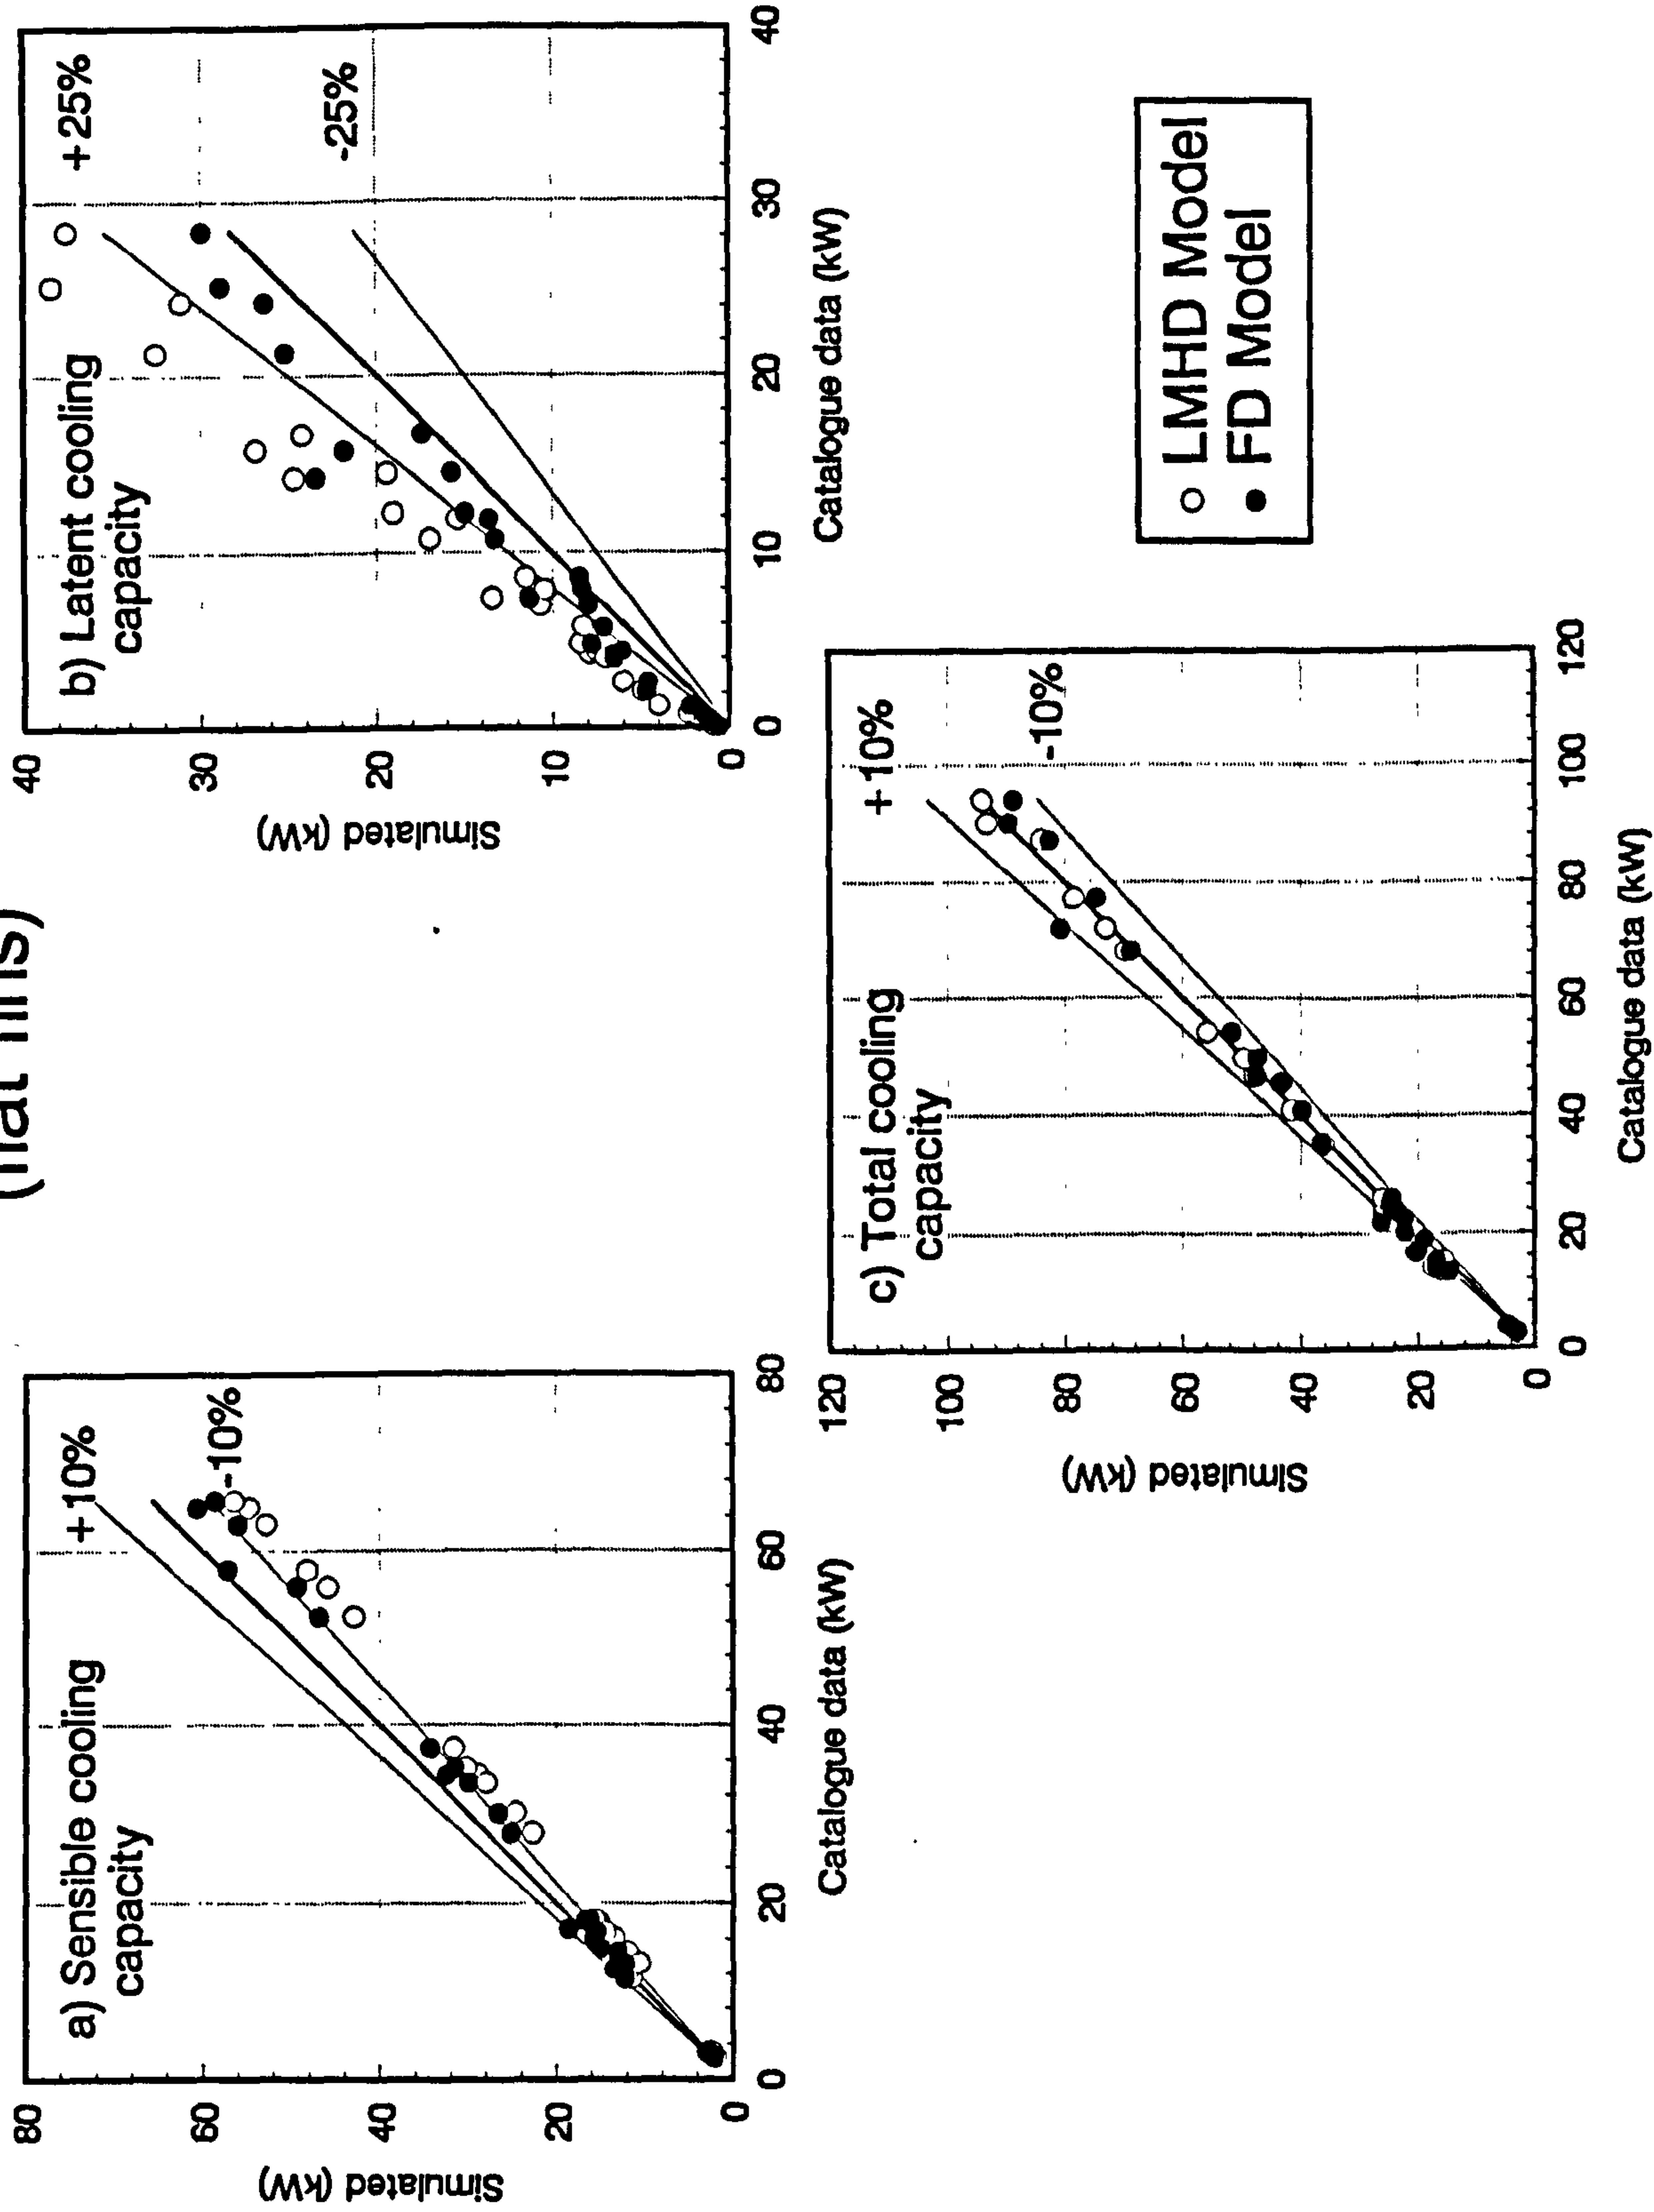 (flat fins)
a) Sensible cooling
capacity
+10%
-10%
80
60
40
20
0
0
20
40
60
80
Simulated (kW)
Catalogue data (kW)
b) Latent cooling
capacity
+25%
-25%
40
30
20
10
0
0
10
20
30
40
Simulated (kW)
Catalogue data (kW)
c) Total cooling
capacity
+10%
-10%
120
100
80
60
40
20
0
0
20
40
60
80
100
120
Simulated (kW)
Catalogue data (kW)
LMHD Model
FD Model